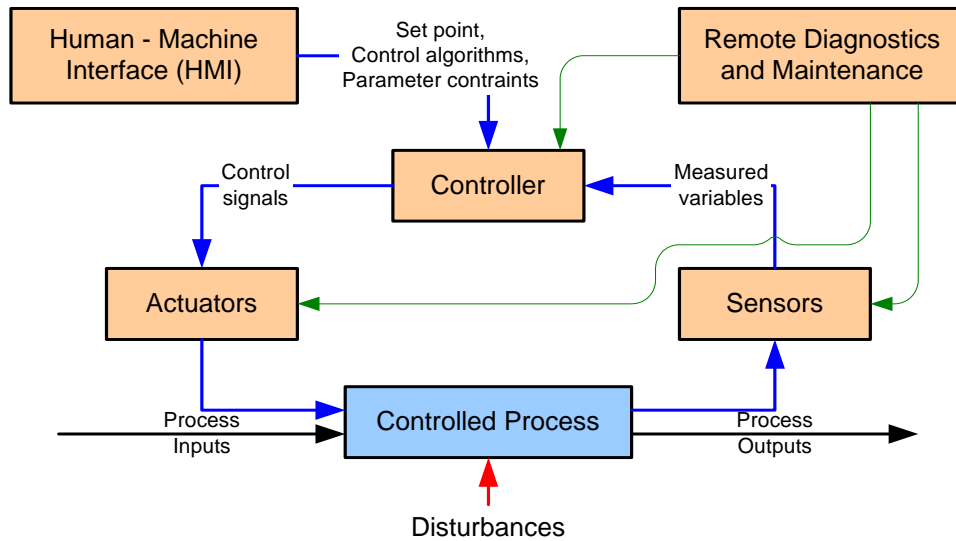 Human - Machine
Interface (HMI)
Set point,
Control algorithms,
Parameter contraints
Remote Diagnostics
and Maintenance
Control
signals
Controller
Measured
variables
Actuators
Sensors
Process
Inputs
Controlled Process
Process
Outputs
Disturbances